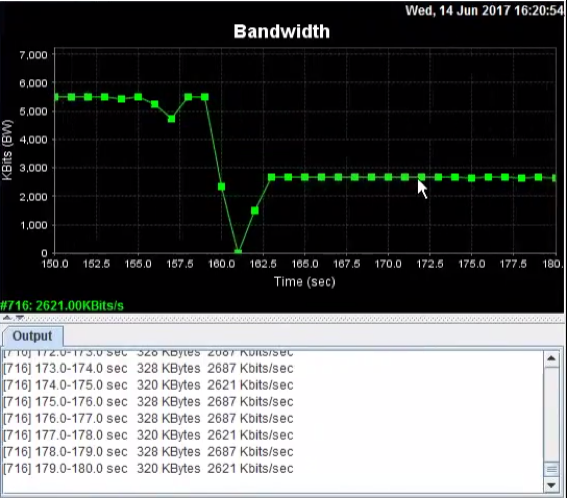 Wed, 14 Jun 2017 16:20:54
Bandwidth
7,000
6,000
5,000
4,000
3,000
2,000
1,000
0
KBits (BW)
150.0 152.5 155.0 157.5 160.0 162.5 165.0 167.5 170.0 172.5 175.0 177.5 180.
Time (sec)
#716: 2621.00KBits/s
Output
[716] 172.0-173.0 sec 328 KBytes 2687 Kbits/sec
[716] 173.0-174.0 sec 328 KBytes 2687 Kbits/sec
[716] 174.0-175.0 sec 320 KBytes 2621 Kbits/sec
[716] 175.0-176.0 sec 328 KBytes 2687 Kbits/sec
[716] 176.0-177.0 sec 328 KBytes 2687 Kbits/sec
[716] 177.0-178.0 sec 320 KBytes 2621 Kbits/sec
[716] 178.0-179.0 sec 328 KBytes 2687 Kbits/sec
[716] 179.0-180.0 sec 320 KBytes 2621 Kbits/sec